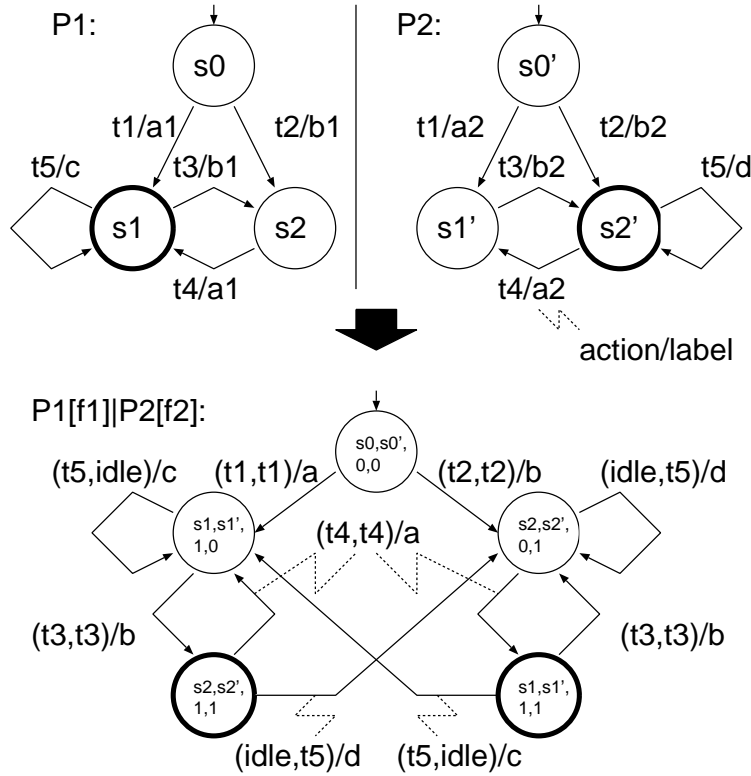 P1:
P2:
s0
s0'
t1/a1
t2/b1
t1/a2
t2/b2
t5/c
t3/b1
t3/b2
t5/d
s1
s2
s1'
s2'
t4/a1
t4/a2
action/label
P1[f1]|P2[f2]:
s0,s0',
0,0
(t5,idle)/c
(t1,t1)/a
(t2,t2)/b
(idle,t5)/d
s1,s1',
1,0
(t4,t4)/a
s2,s2',
0,1
(t3,t3)/b
(t3,t3)/b
s2,s2',
1,1
s1,s1',
1,1
(idle,t5)/d
(t5,idle)/c